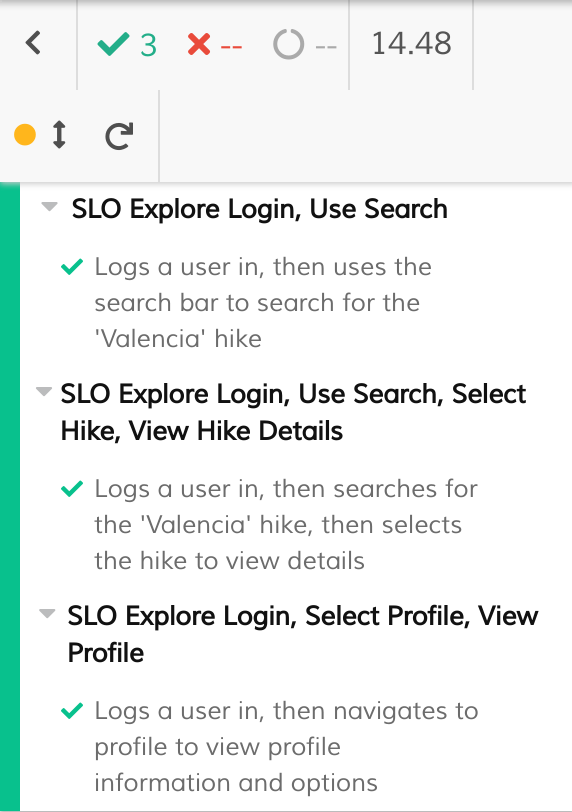 3 -- -- 14.48
SLO Explore Login, Use Search
Logs a user in, then uses the
search bar to search for the
'Valencia' hike
SLO Explore Login, Use Search, Select
Hike, View Hike Details
Logs a user in, then searches for
the 'Valencia' hike, then selects
the hike to view details
SLO Explore Login, Select Profile, View
Profile
Logs a user in, then navigates to
profile to view profile
information and options